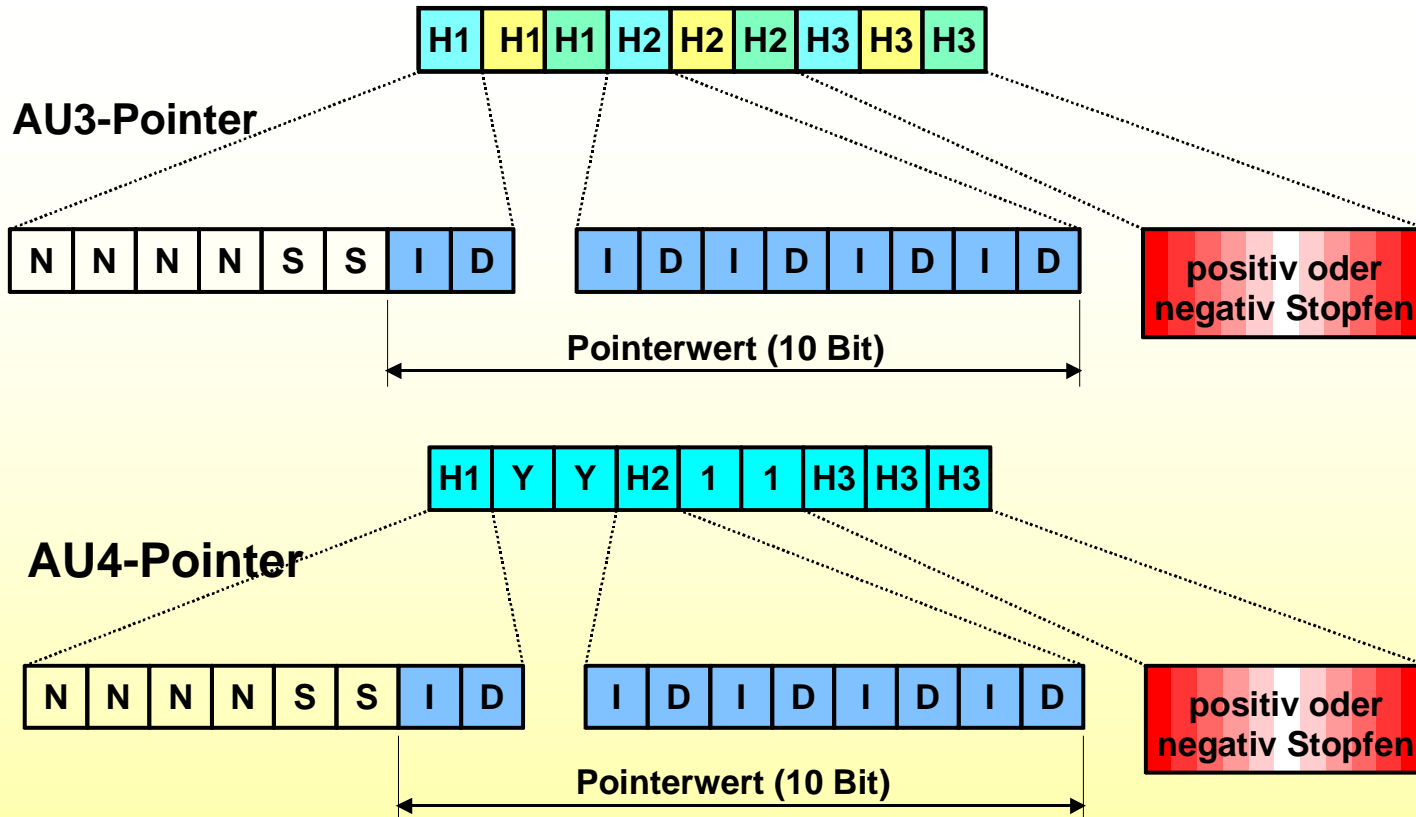 H1 H1 H1 H2 H2 H2 H3 H3 H3
AU3-Pointer
N N N N S S I D I D I D I D I D
positiv oder
negativ Stopfen
Pointerwert (10 Bit)
H1 Y Y H2 1 1 H3 H3 H3
AU4-Pointer
N N N N S S I D I D I D I D I D
positiv oder
negativ Stopfen
Pointerwert (10 Bit)